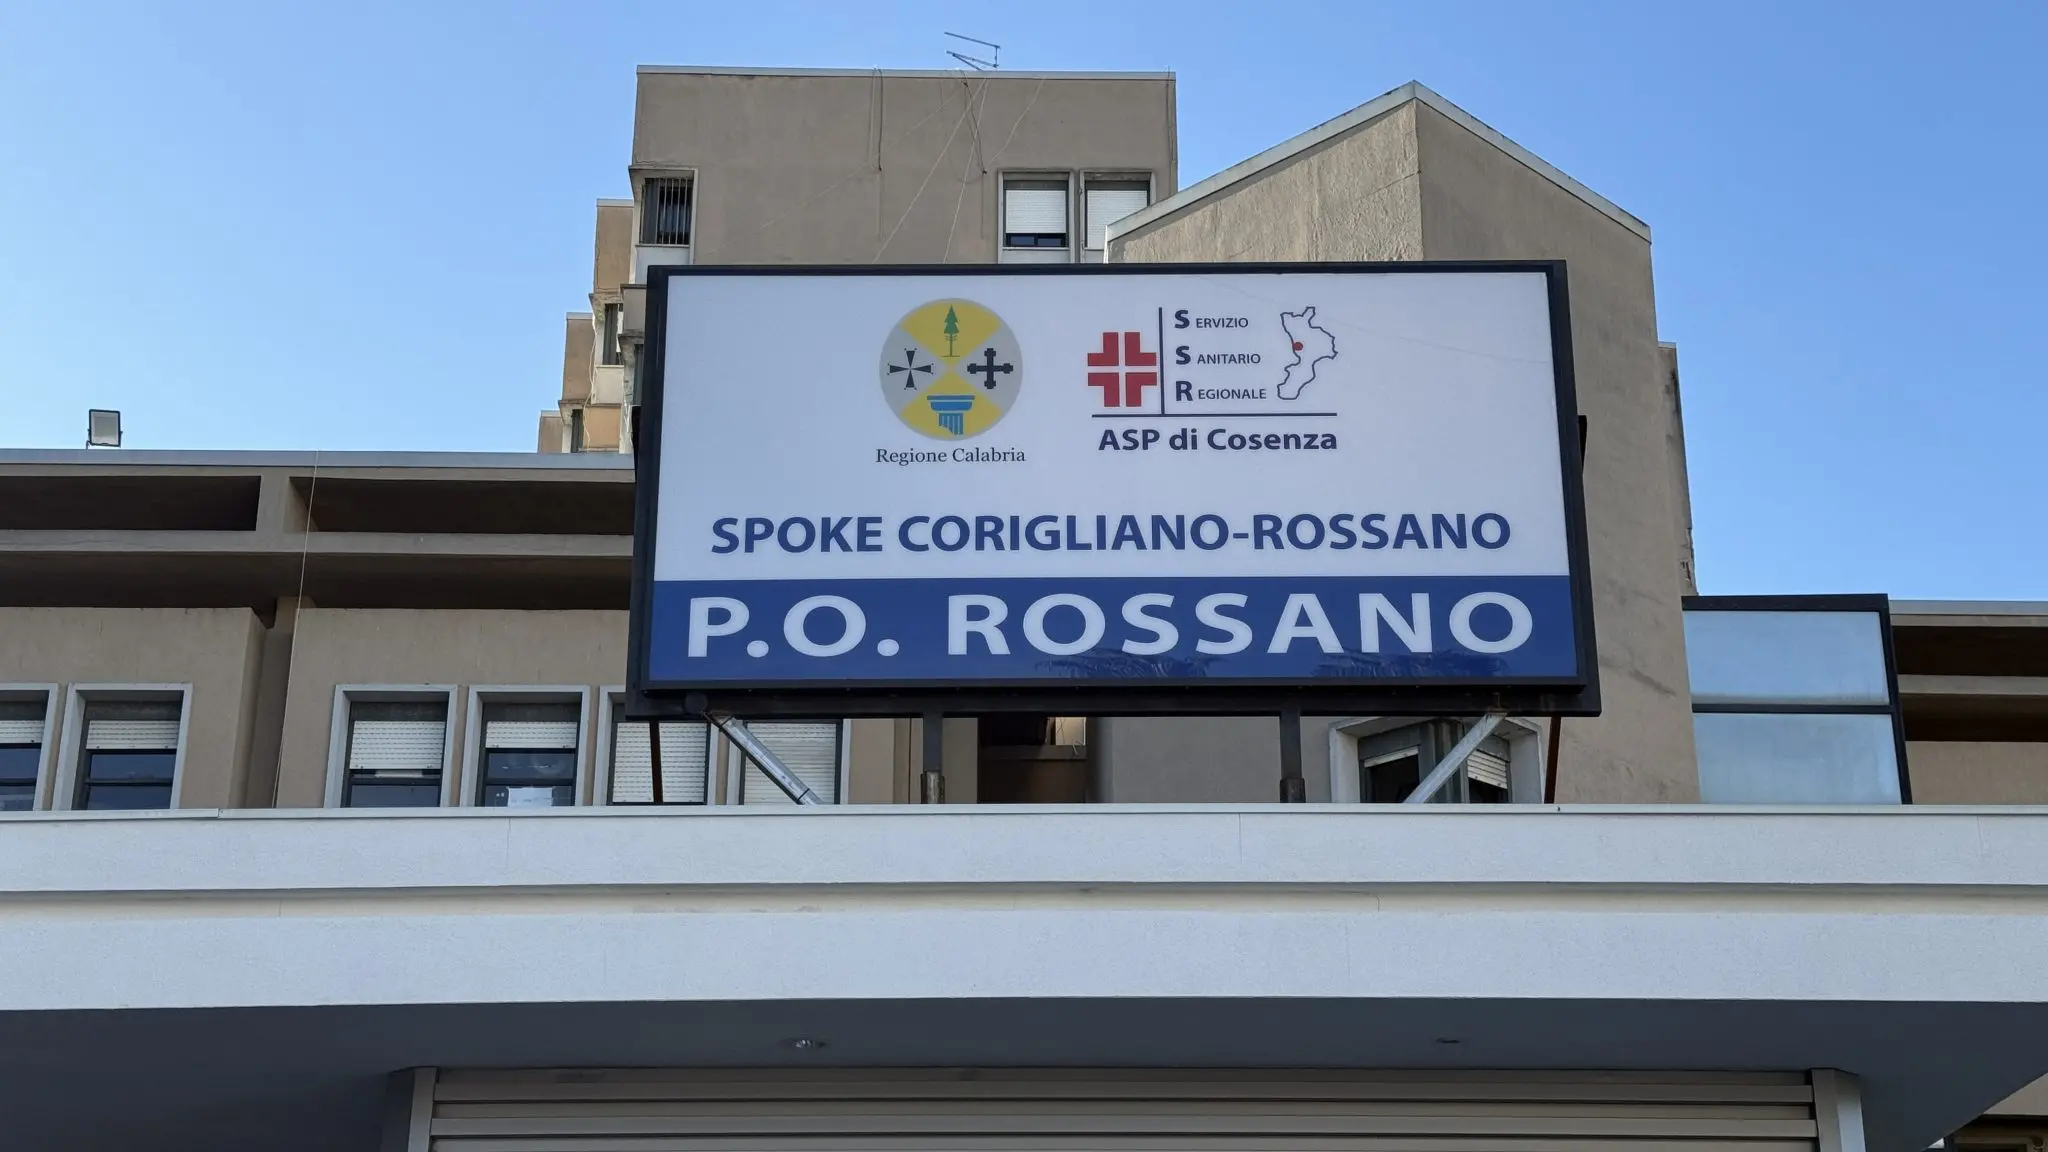 Regione Calabria
SERVIZIO
SANITARIO
REGIONALE
ASP di Cosenza
SPOKE CORIGLIANO-ROSSANO
P.O. ROSSANO